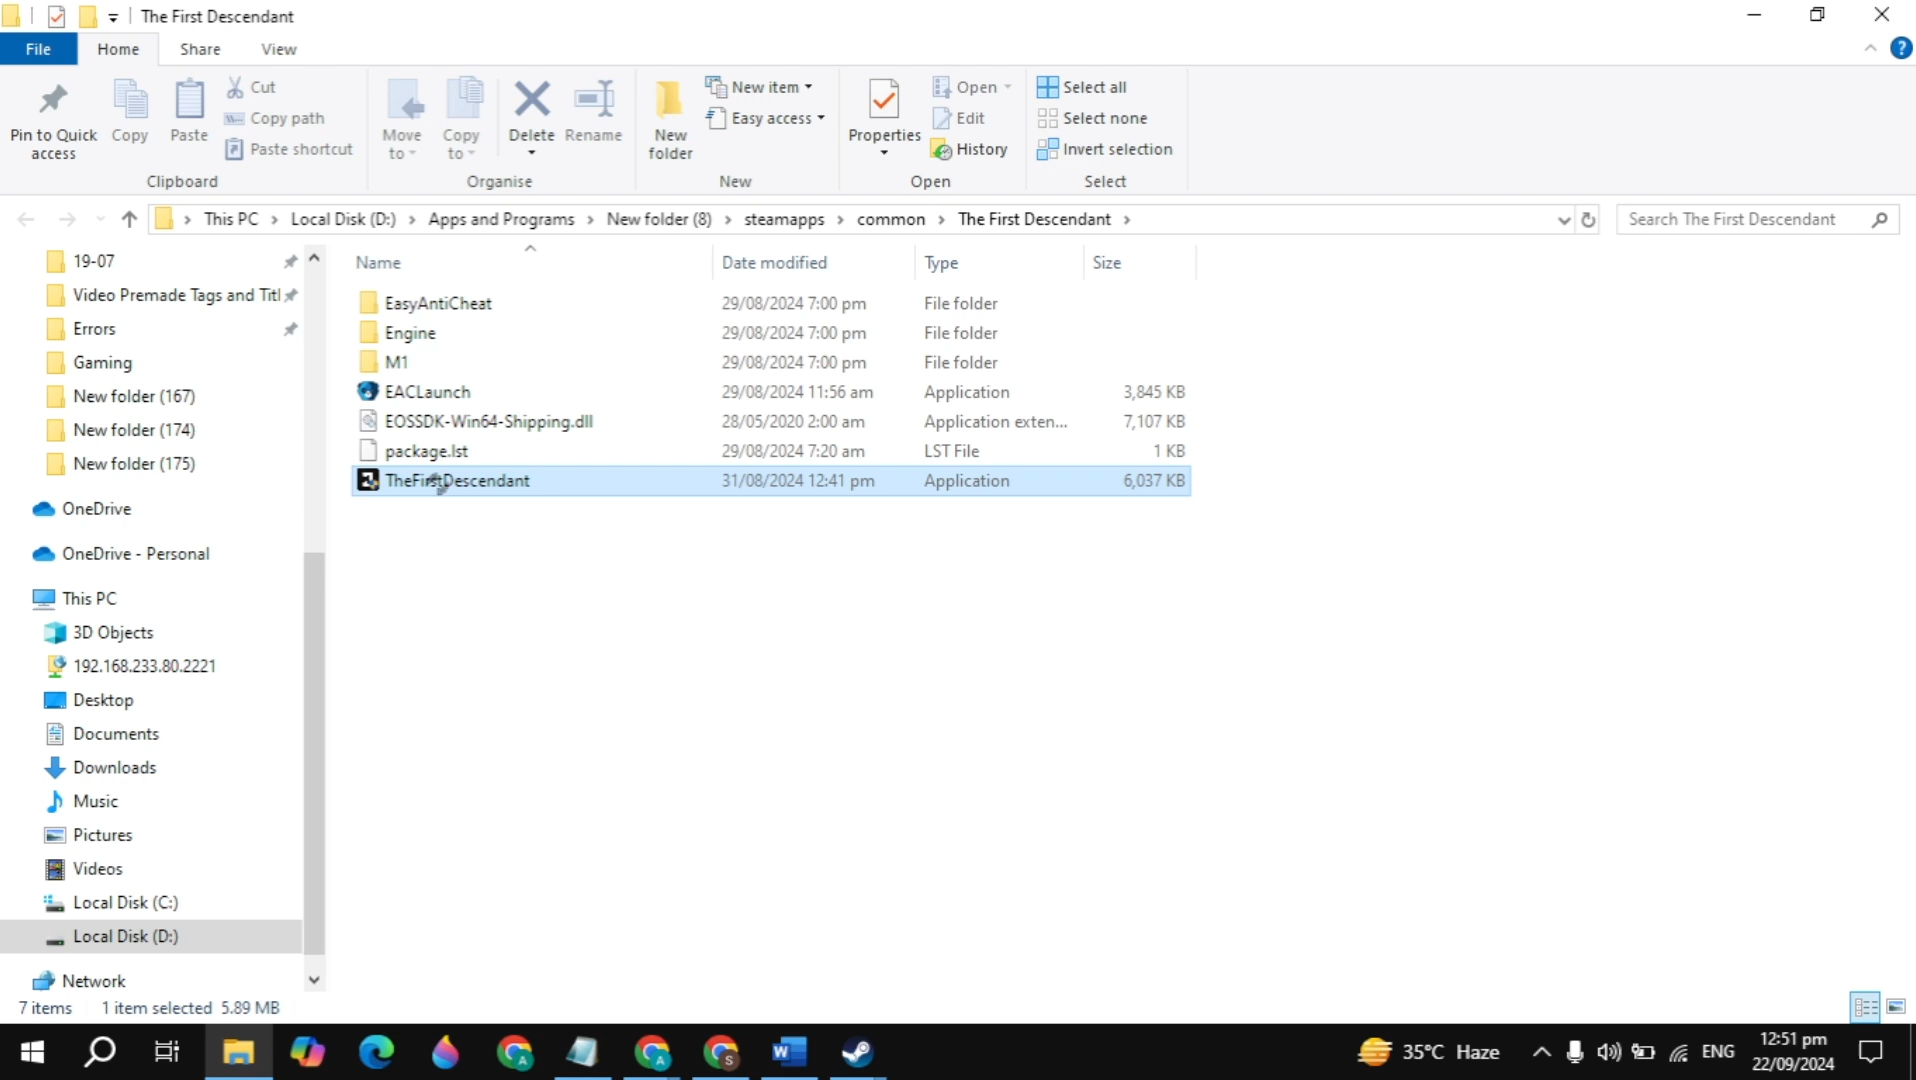 The First Descendant
File Home Share View
Pin to Quick access
Copy
Paste
Cut
Copy path
Paste shortcut
Clipboard
Move to
Copy to
Delete
Rename
Organise
New folder
New item
Easy access
New
Properties
Open
Edit
History
Open
Select all
Select none
Invert selection
Select
This PC > Local Disk (D:) > Apps and Programs > New folder (8) > steamapps > common > The First Descendant >
Search The First Descendant
19-07
Video Premade Tags and Titl
Errors
Gaming
New folder (167)
New folder (174)
New folder (175)
OneDrive
OneDrive - Personal
This PC
3D Objects
192.168.233.80.2221
Desktop
Documents
Downloads
Music
Pictures
Videos
Local Disk (C:)
Local Disk (D:)
Network
Name Date modified Type Size
EasyAntiCheat 29/08/2024 7:00 pm File folder
Engine 29/08/2024 7:00 pm File folder
M1 29/08/2024 7:00 pm File folder
EACLaunch 29/08/2024 11:56 am Application 3,845 KB
EOSSDK-Win64-Shipping.dll 28/05/2020 2:00 am Application exten... 7,107 KB
package.lst 29/08/2024 7:20 am LST File 1 KB
TheFirstDescendant 31/08/2024 12:41 pm Application 6,037 KB
7 items 1 item selected 5.89 MB
35°C Haze
ENG
12:51 pm
22/09/2024